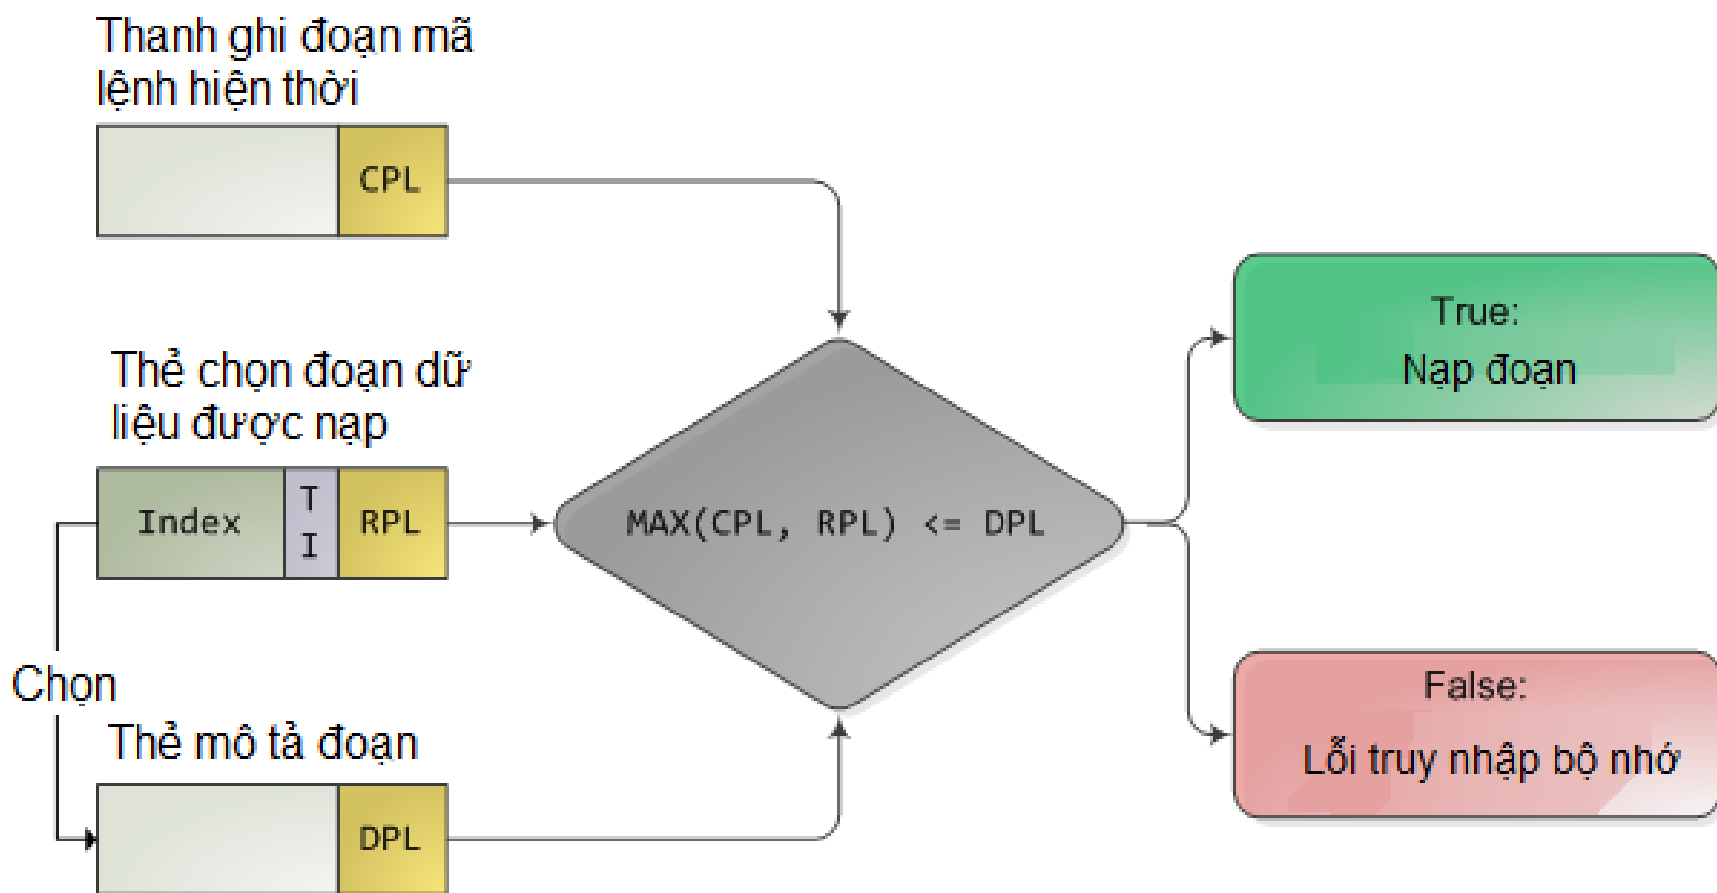 Thanh ghi đoạn mã
lệnh hiện thời
CPL
Thẻ chọn đoạn dữ
liệu được nạp
Index
T
I
RPL
MAX(CPL, RPL) <= DPL
True:
Nạp đoạn
Chọn
Thẻ mô tả đoạn
DPL
False:
Lỗi truy nhập bộ nhớ